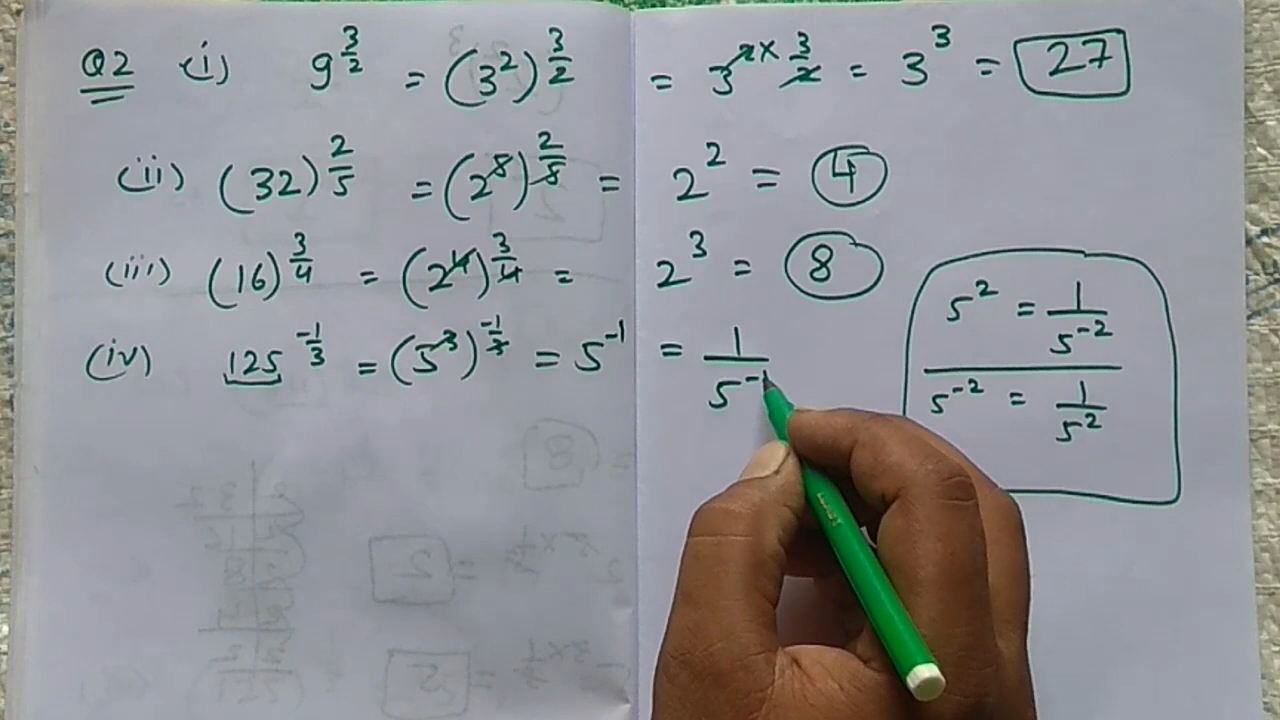 Q2 (i) 9^{3/2} = (3^2)^{3/2} = 3^{2×3/2} = 3^3 = 27
(ii) (32)^{2/5} = (2^8)^{2/8} = 2^2 = 4
(iii) (16)^{3/4} = (2^4)^{3/4} = 2^3 = 8
(iv) 125^{-1/3} = (5^3)^{-1/3} = 5^{-1} = 1/5^{-1}
5^2 = 1/5^{-2}
5^{-2} = 1/5^2